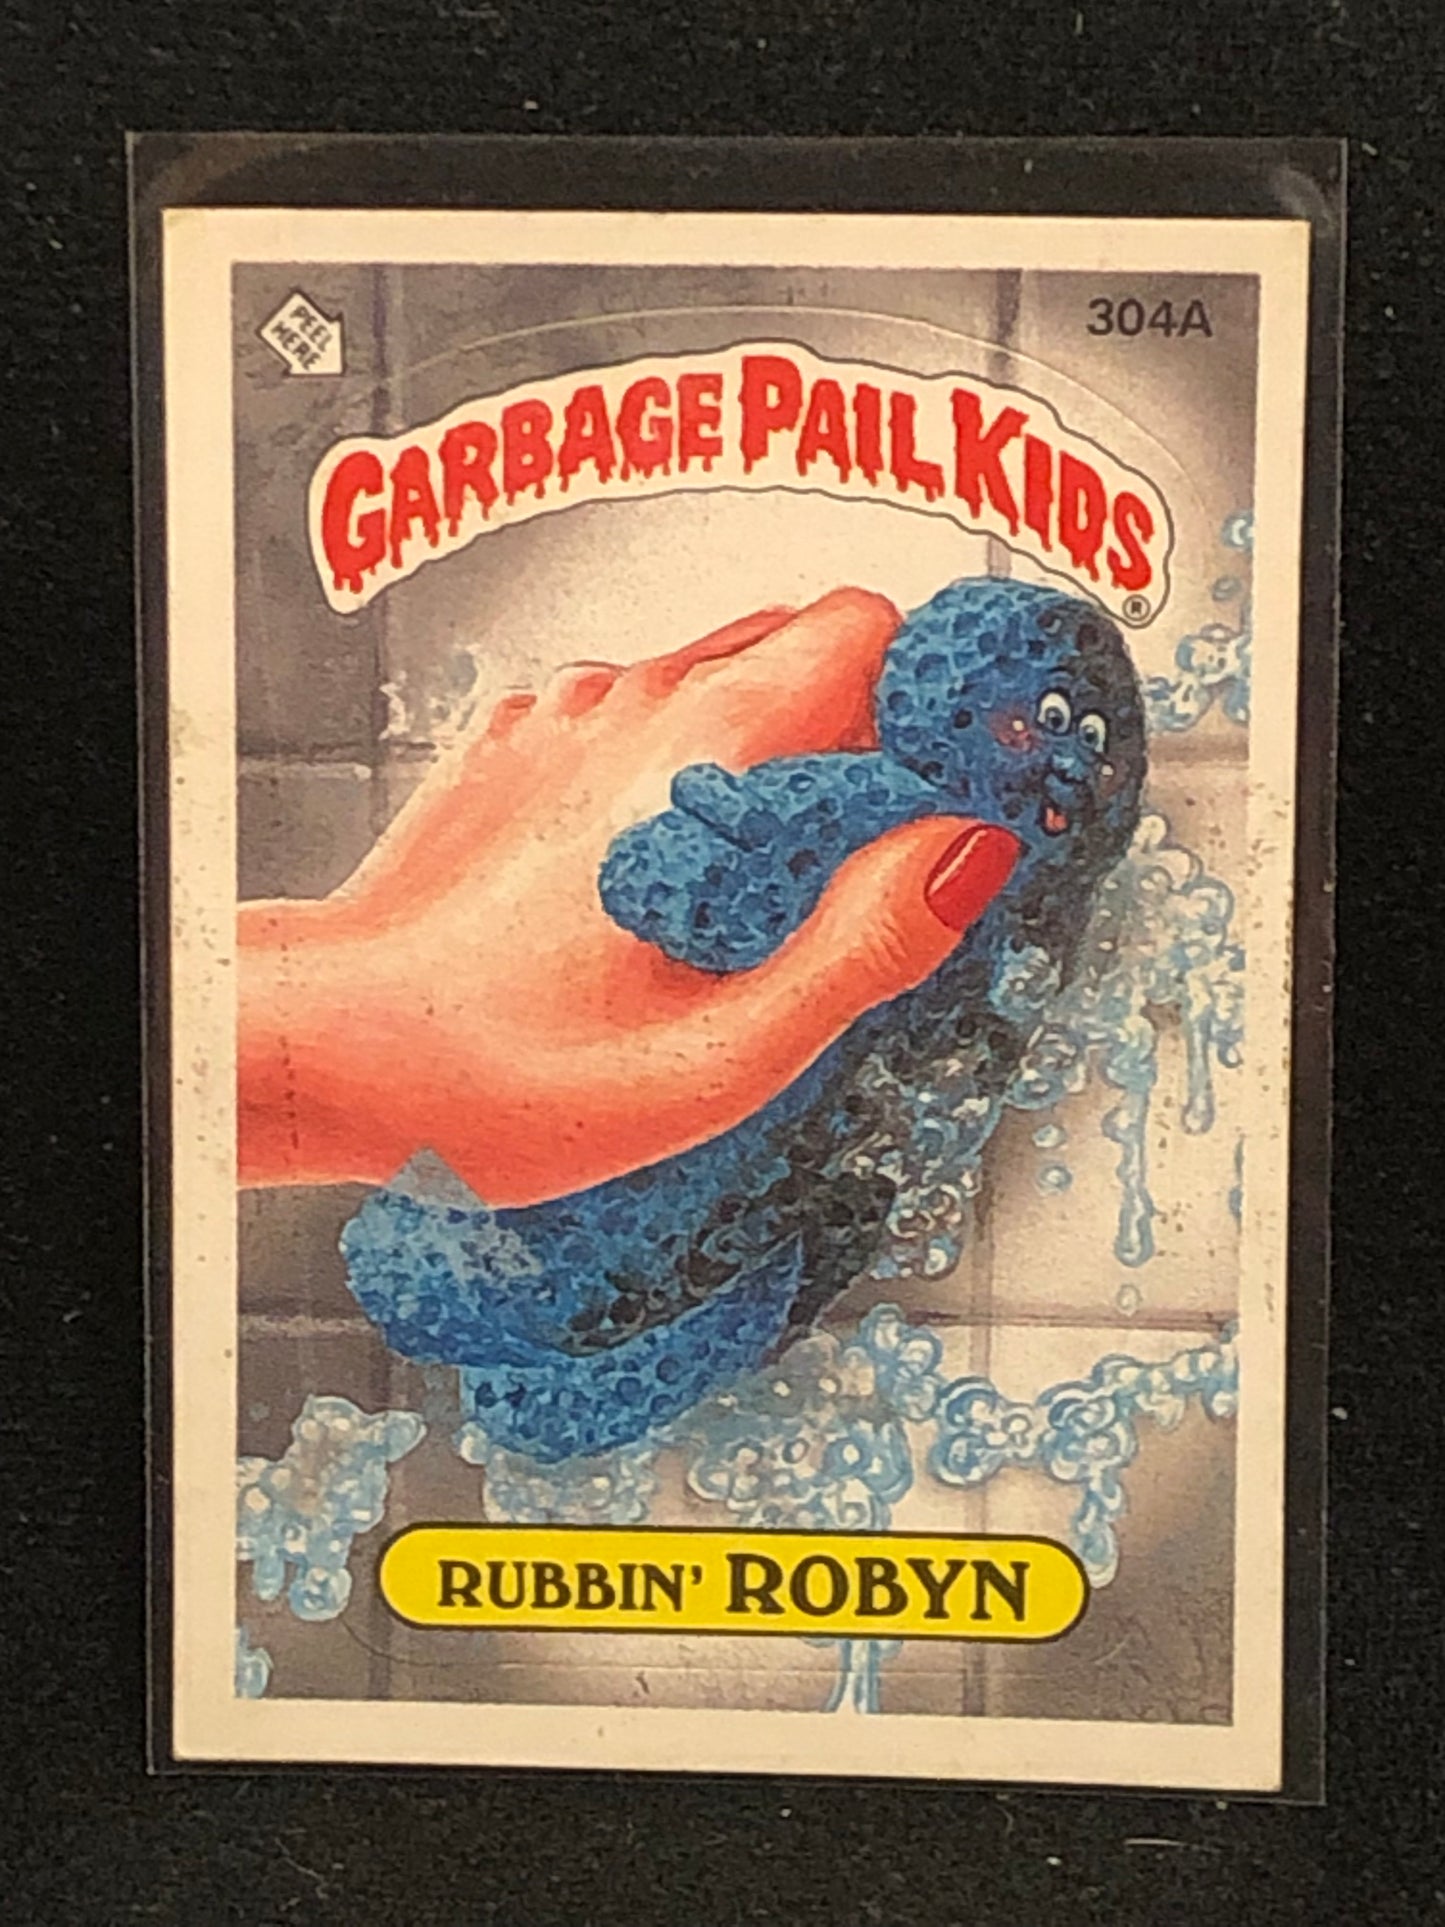 PEEL
HERE
304A
GARBAGE PAIL KIDS
®
RUBBIN' ROBYN